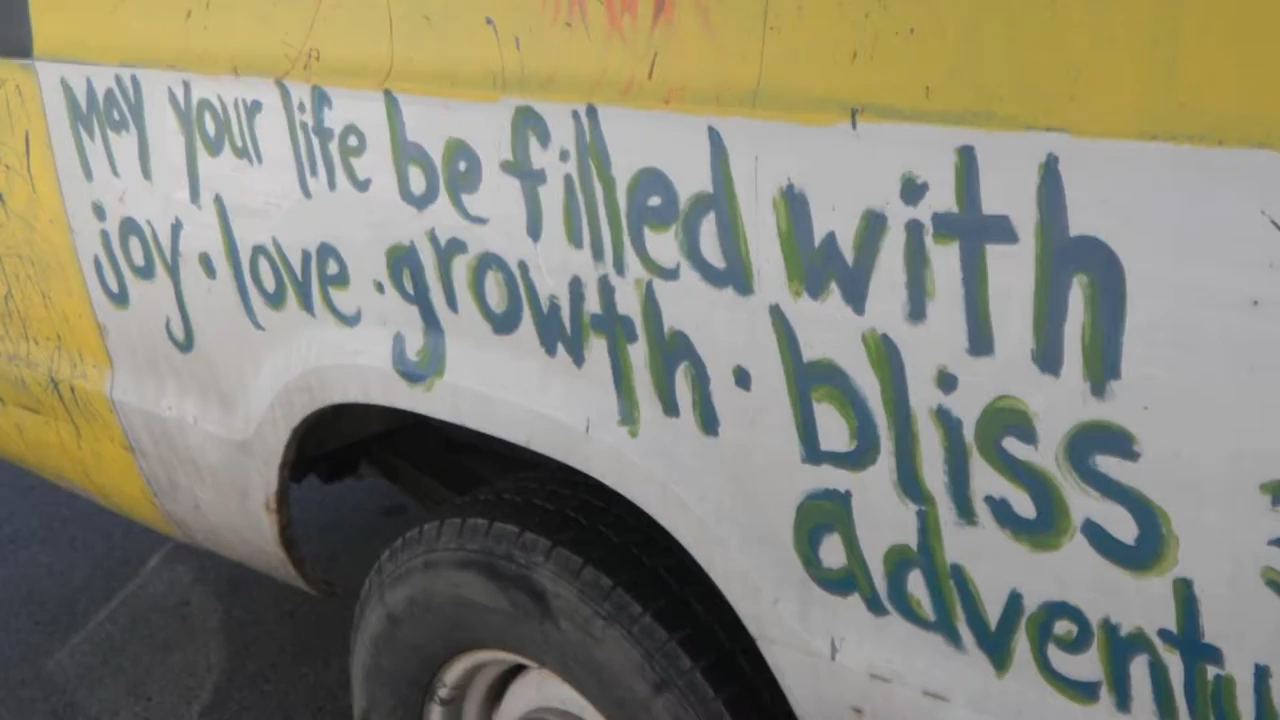 May your life be filled with
joy · love · growth · bliss
adventu